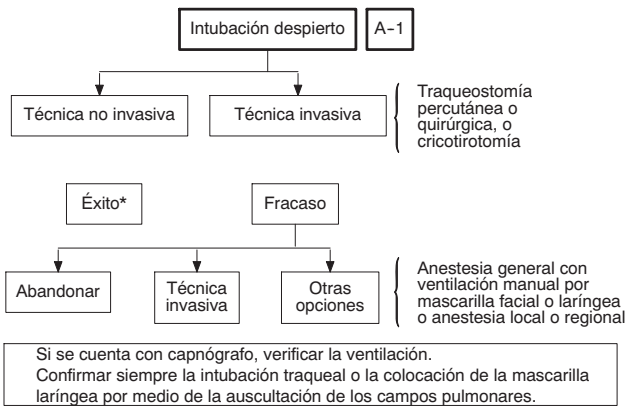 Intubación despierto
A-1
Técnica no invasiva
Técnica invasiva
Traqueostomía
percutánea o
quirúrgica, o
cricotirotomía
Éxito*
Fracaso
Abandonar
Técnica
invasiva
Otras
opciones
Anestesia general con
ventilación manual por
mascarilla facial o laríngea
o anestesia local o regional
Si se cuenta con capnógrafo, verificar la ventilación.
Confirmar siempre la intubación traqueal o la colocación de la mascarilla
laríngea por medio de la auscultación de los campos pulmonares.